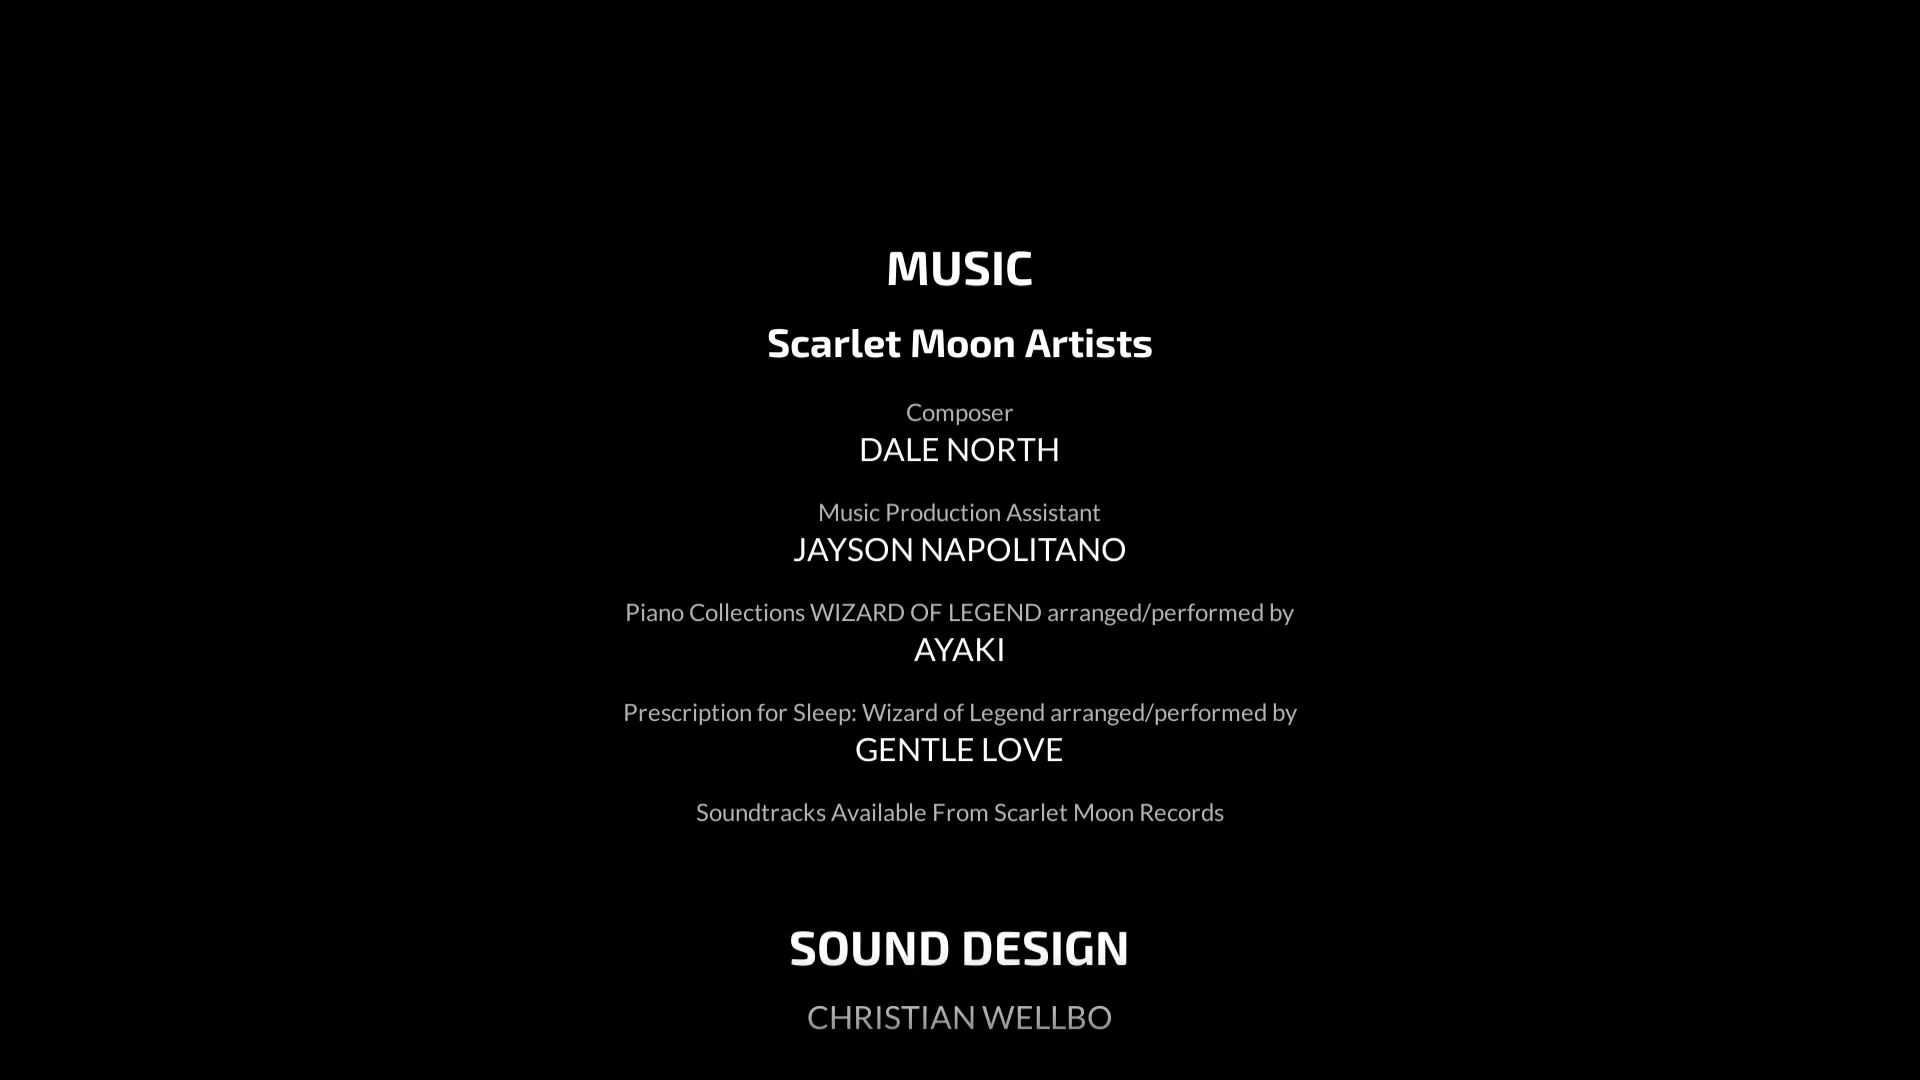 MUSIC
Scarlet Moon Artists
Composer
DALE NORTH
Music Production Assistant
JAYSON NAPOLITANO
Piano Collections WIZARD OF LEGEND arranged/performed by
AYAKI
Prescription for Sleep: Wizard of Legend arranged/performed by
GENTLE LOVE
Soundtracks Available From Scarlet Moon Records
SOUND DESIGN
CHRISTIAN WELLBO